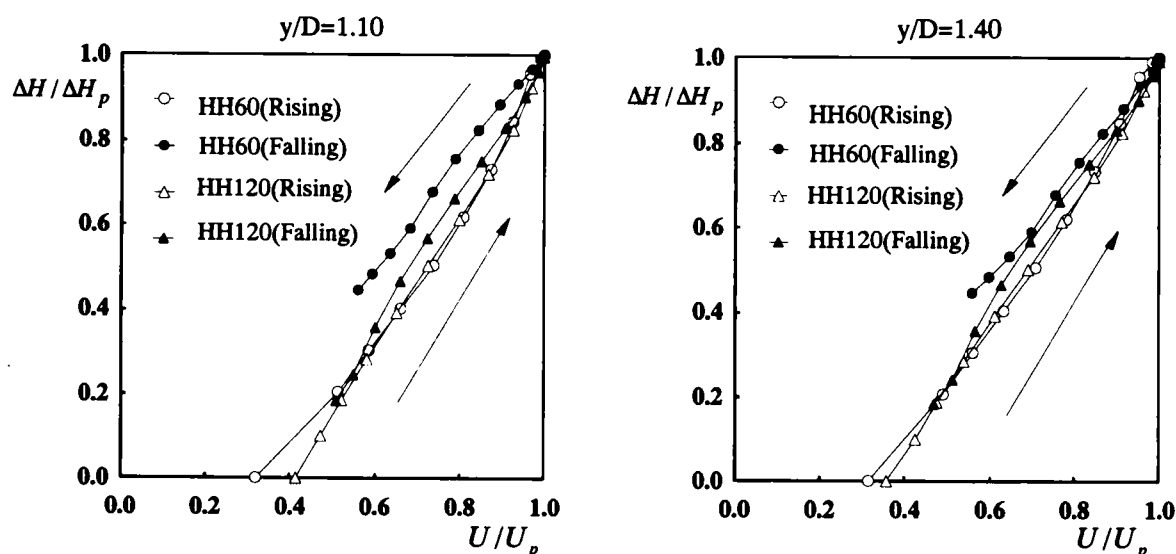 y/D=1.10
ΔH/ΔH_p
1.0
0.8
0.6
0.4
0.2
0.0
HH60(Rising)
HH60(Falling)
HH120(Rising)
HH120(Falling)
0.0 0.2 0.4 0.6 0.8 1.0
U/U_p
y/D=1.40
ΔH/ΔH_p
1.0
0.8
0.6
0.4
0.2
0.0
HH60(Rising)
HH60(Falling)
HH120(Rising)
HH120(Falling)
0.0 0.2 0.4 0.6 0.8 1.0
U/U_p